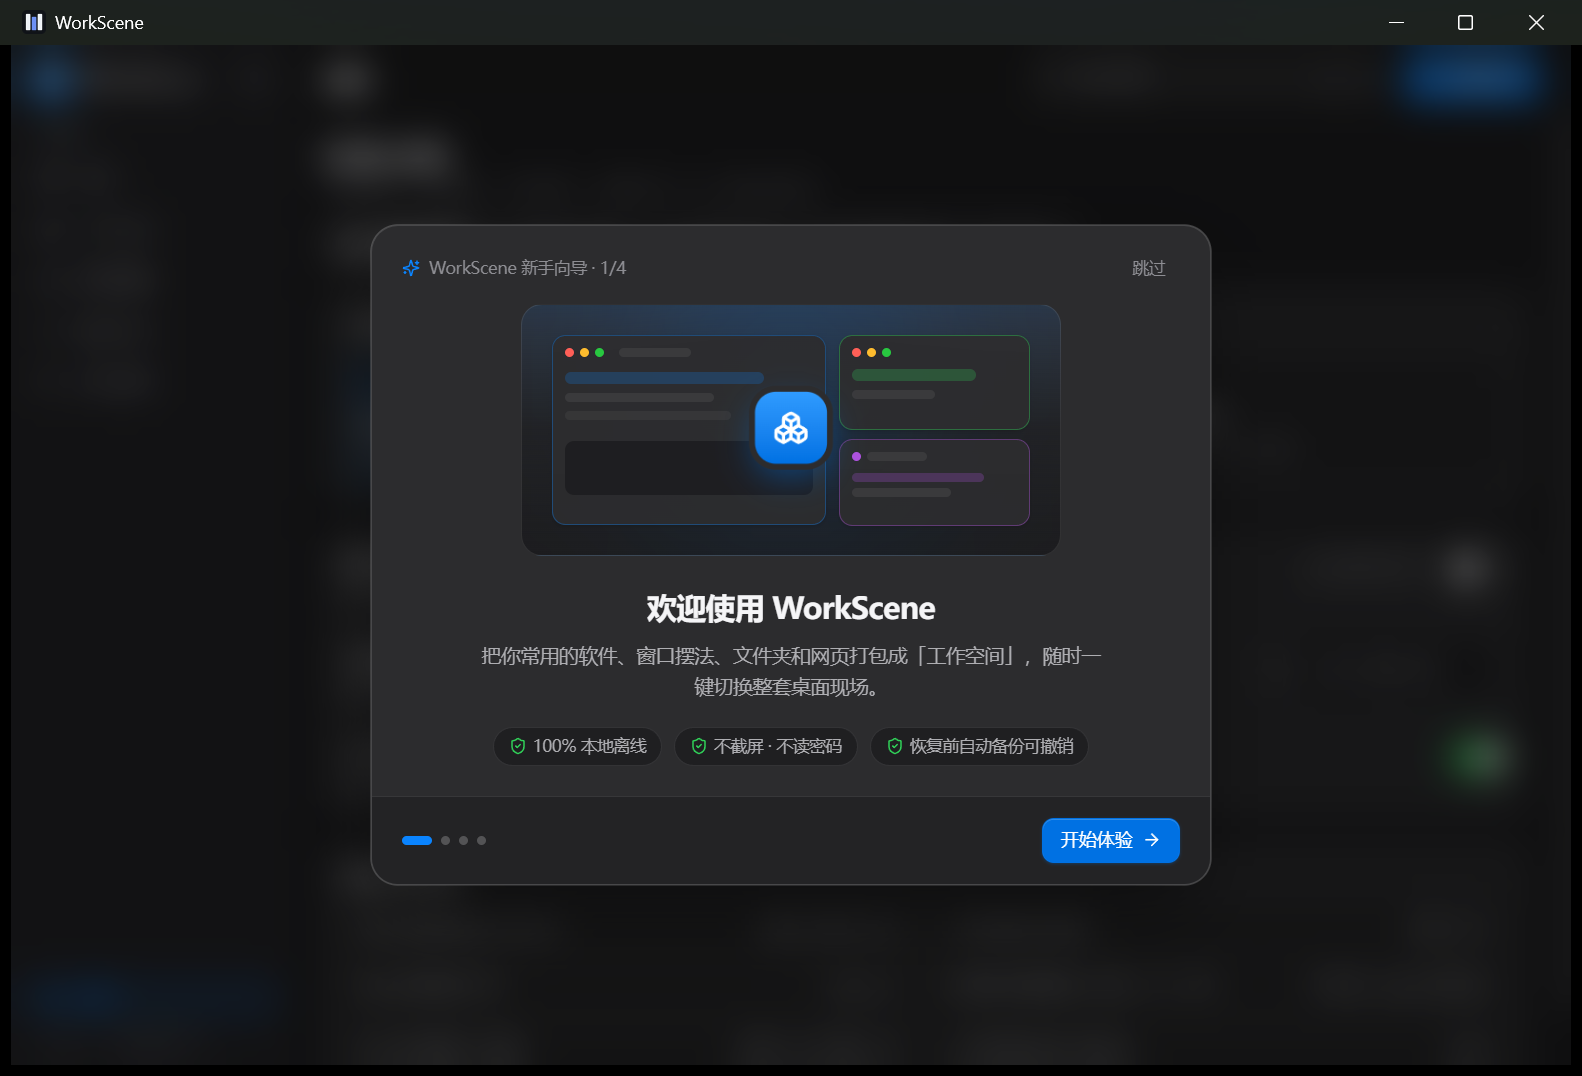 WorkScene
WorkScene 新手向导 · 1/4
跳过
欢迎使用 WorkScene
把你常用的软件、窗口摆法、文件夹和网页打包成「工作空间」，随时一
键切换整套桌面现场。
100% 本地离线
不截屏 · 不读密码
恢复前自动备份可撤销
开始体验